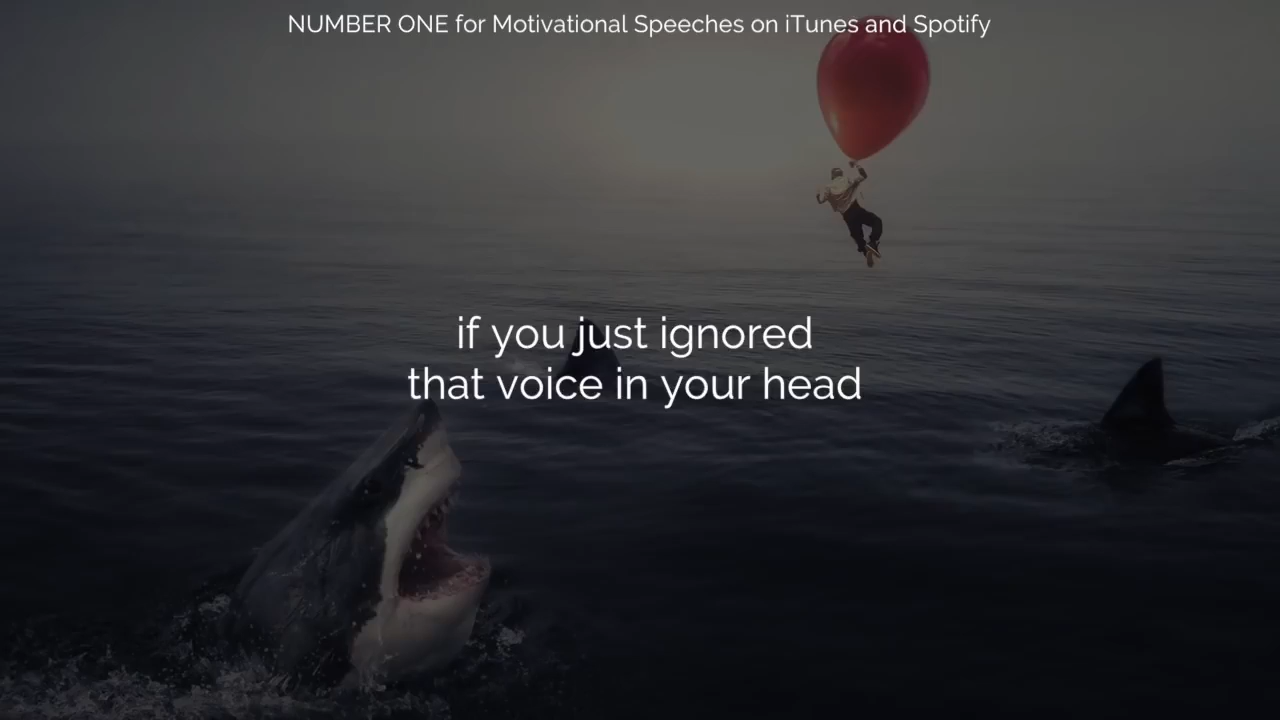 NUMBER ONE for Motivational Speeches on iTunes and Spotify
if you just ignored
that voice in your head